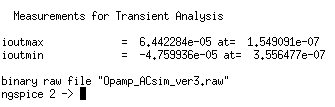 Measurements for Transient Analysis
ioutmax = 6.442284e-05 at= 1.549091e-07
ioutmin = -4.759936e-05 at= 3.556477e-07
binary raw file "Opamp_ACsim_ver3.raw"
ngspice 2 ->